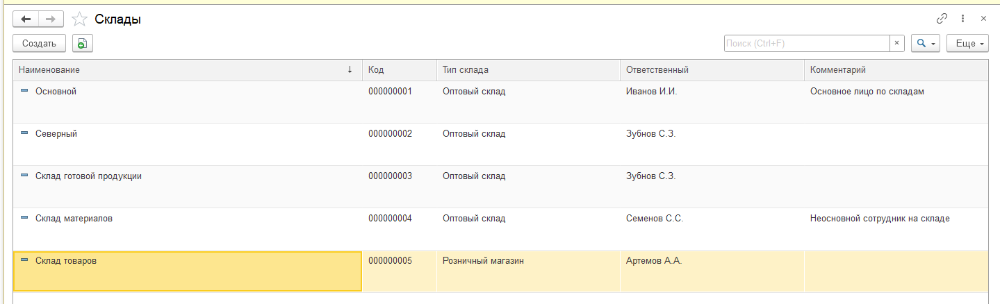 Склады
Создать Поиск (Ctrl+F) × Еще
Наименование ↓ Код Тип склада Ответственный Комментарий
Основной 000000001 Оптовый склад Иванов И.И. Основное лицо по складам
Северный 000000002 Оптовый склад Зубнов С.З.
Склад готовой продукции 000000003 Оптовый склад Зубнов С.З.
Склад материалов 000000004 Оптовый склад Семенов С.С. Неосновной сотрудник на складе
Склад товаров 000000005 Розничный магазин Артемов А.А.